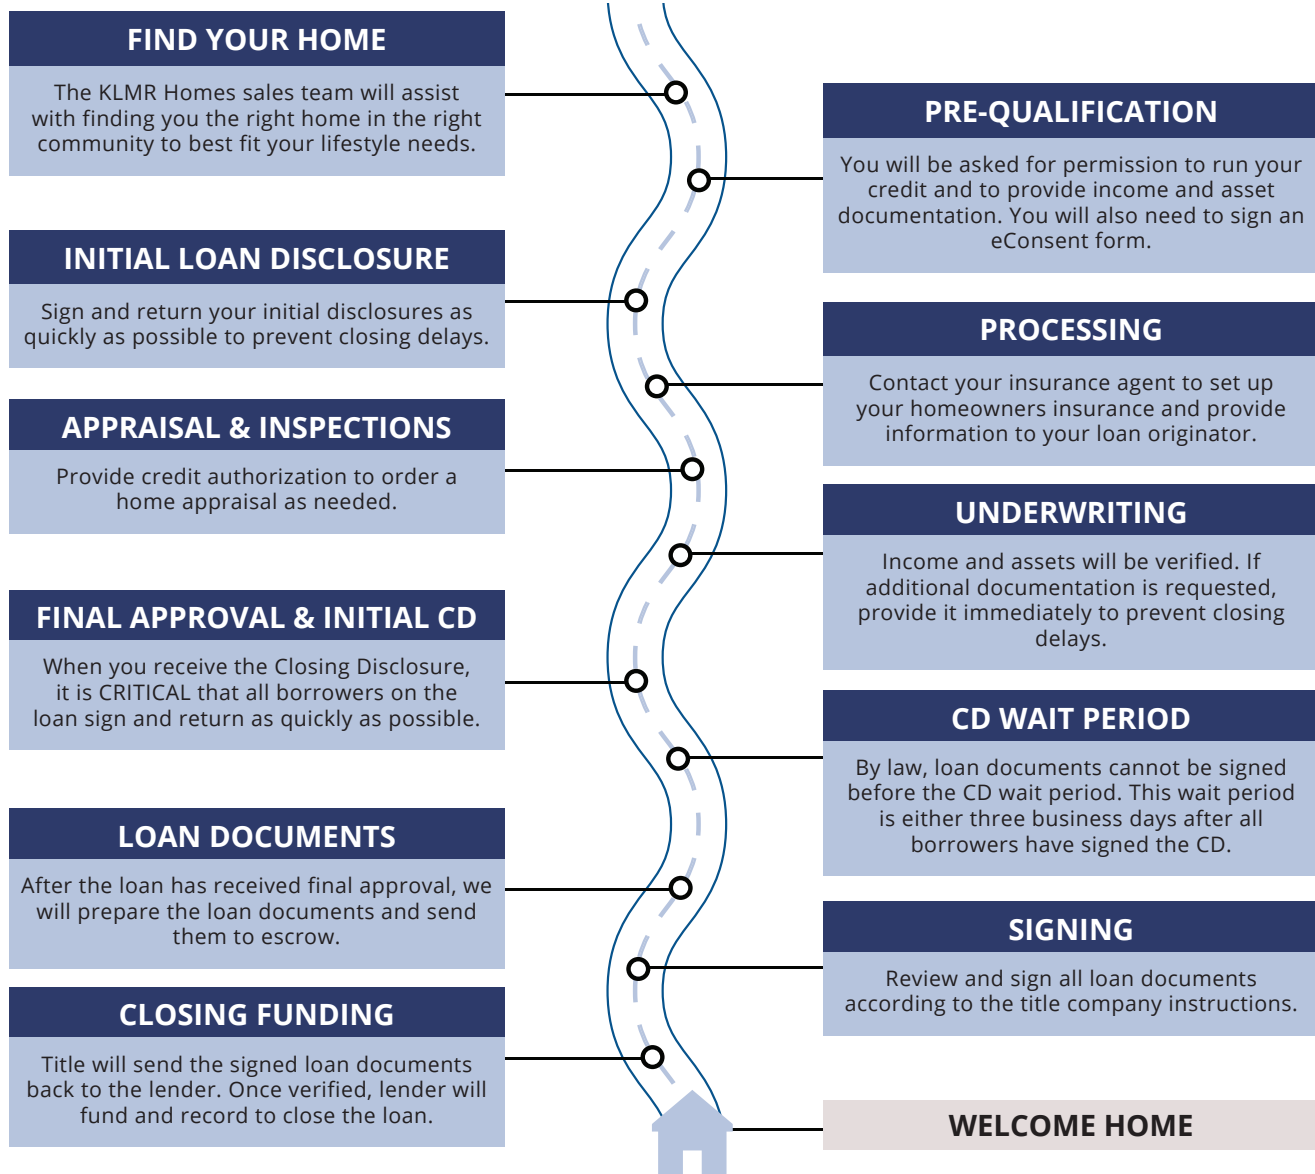 FIND YOUR HOME
The KLMR Homes sales team will assist
with finding you the right home in the right
community to best fit your lifestyle needs.
PRE-QUALIFICATION
You will be asked for permission to run your
credit and to provide income and asset
documentation. You will also need to sign an
eConsent form.
INITIAL LOAN DISCLOSURE
Sign and return your initial disclosures as
quickly as possible to prevent closing delays.
PROCESSING
Contact your insurance agent to set up
your homeowners insurance and provide
information to your loan originator.
APPRAISAL & INSPECTIONS
Provide credit authorization to order a
home appraisal as needed.
UNDERWRITING
Income and assets will be verified. If
additional documentation is requested,
provide it immediately to prevent closing
delays.
FINAL APPROVAL & INITIAL CD
When you receive the Closing Disclosure,
it is CRITICAL that all borrowers on the
loan sign and return as quickly as possible.
CD WAIT PERIOD
By law, loan documents cannot be signed
before the CD wait period. This wait period
is either three business days after all
borrowers have signed the CD.
LOAN DOCUMENTS
After the loan has received final approval, we
will prepare the loan documents and send
them to escrow.
SIGNING
Review and sign all loan documents
according to the title company instructions.
CLOSING FUNDING
Title will send the signed loan documents
back to the lender. Once verified, lender will
fund and record to close the loan.
WELCOME HOME